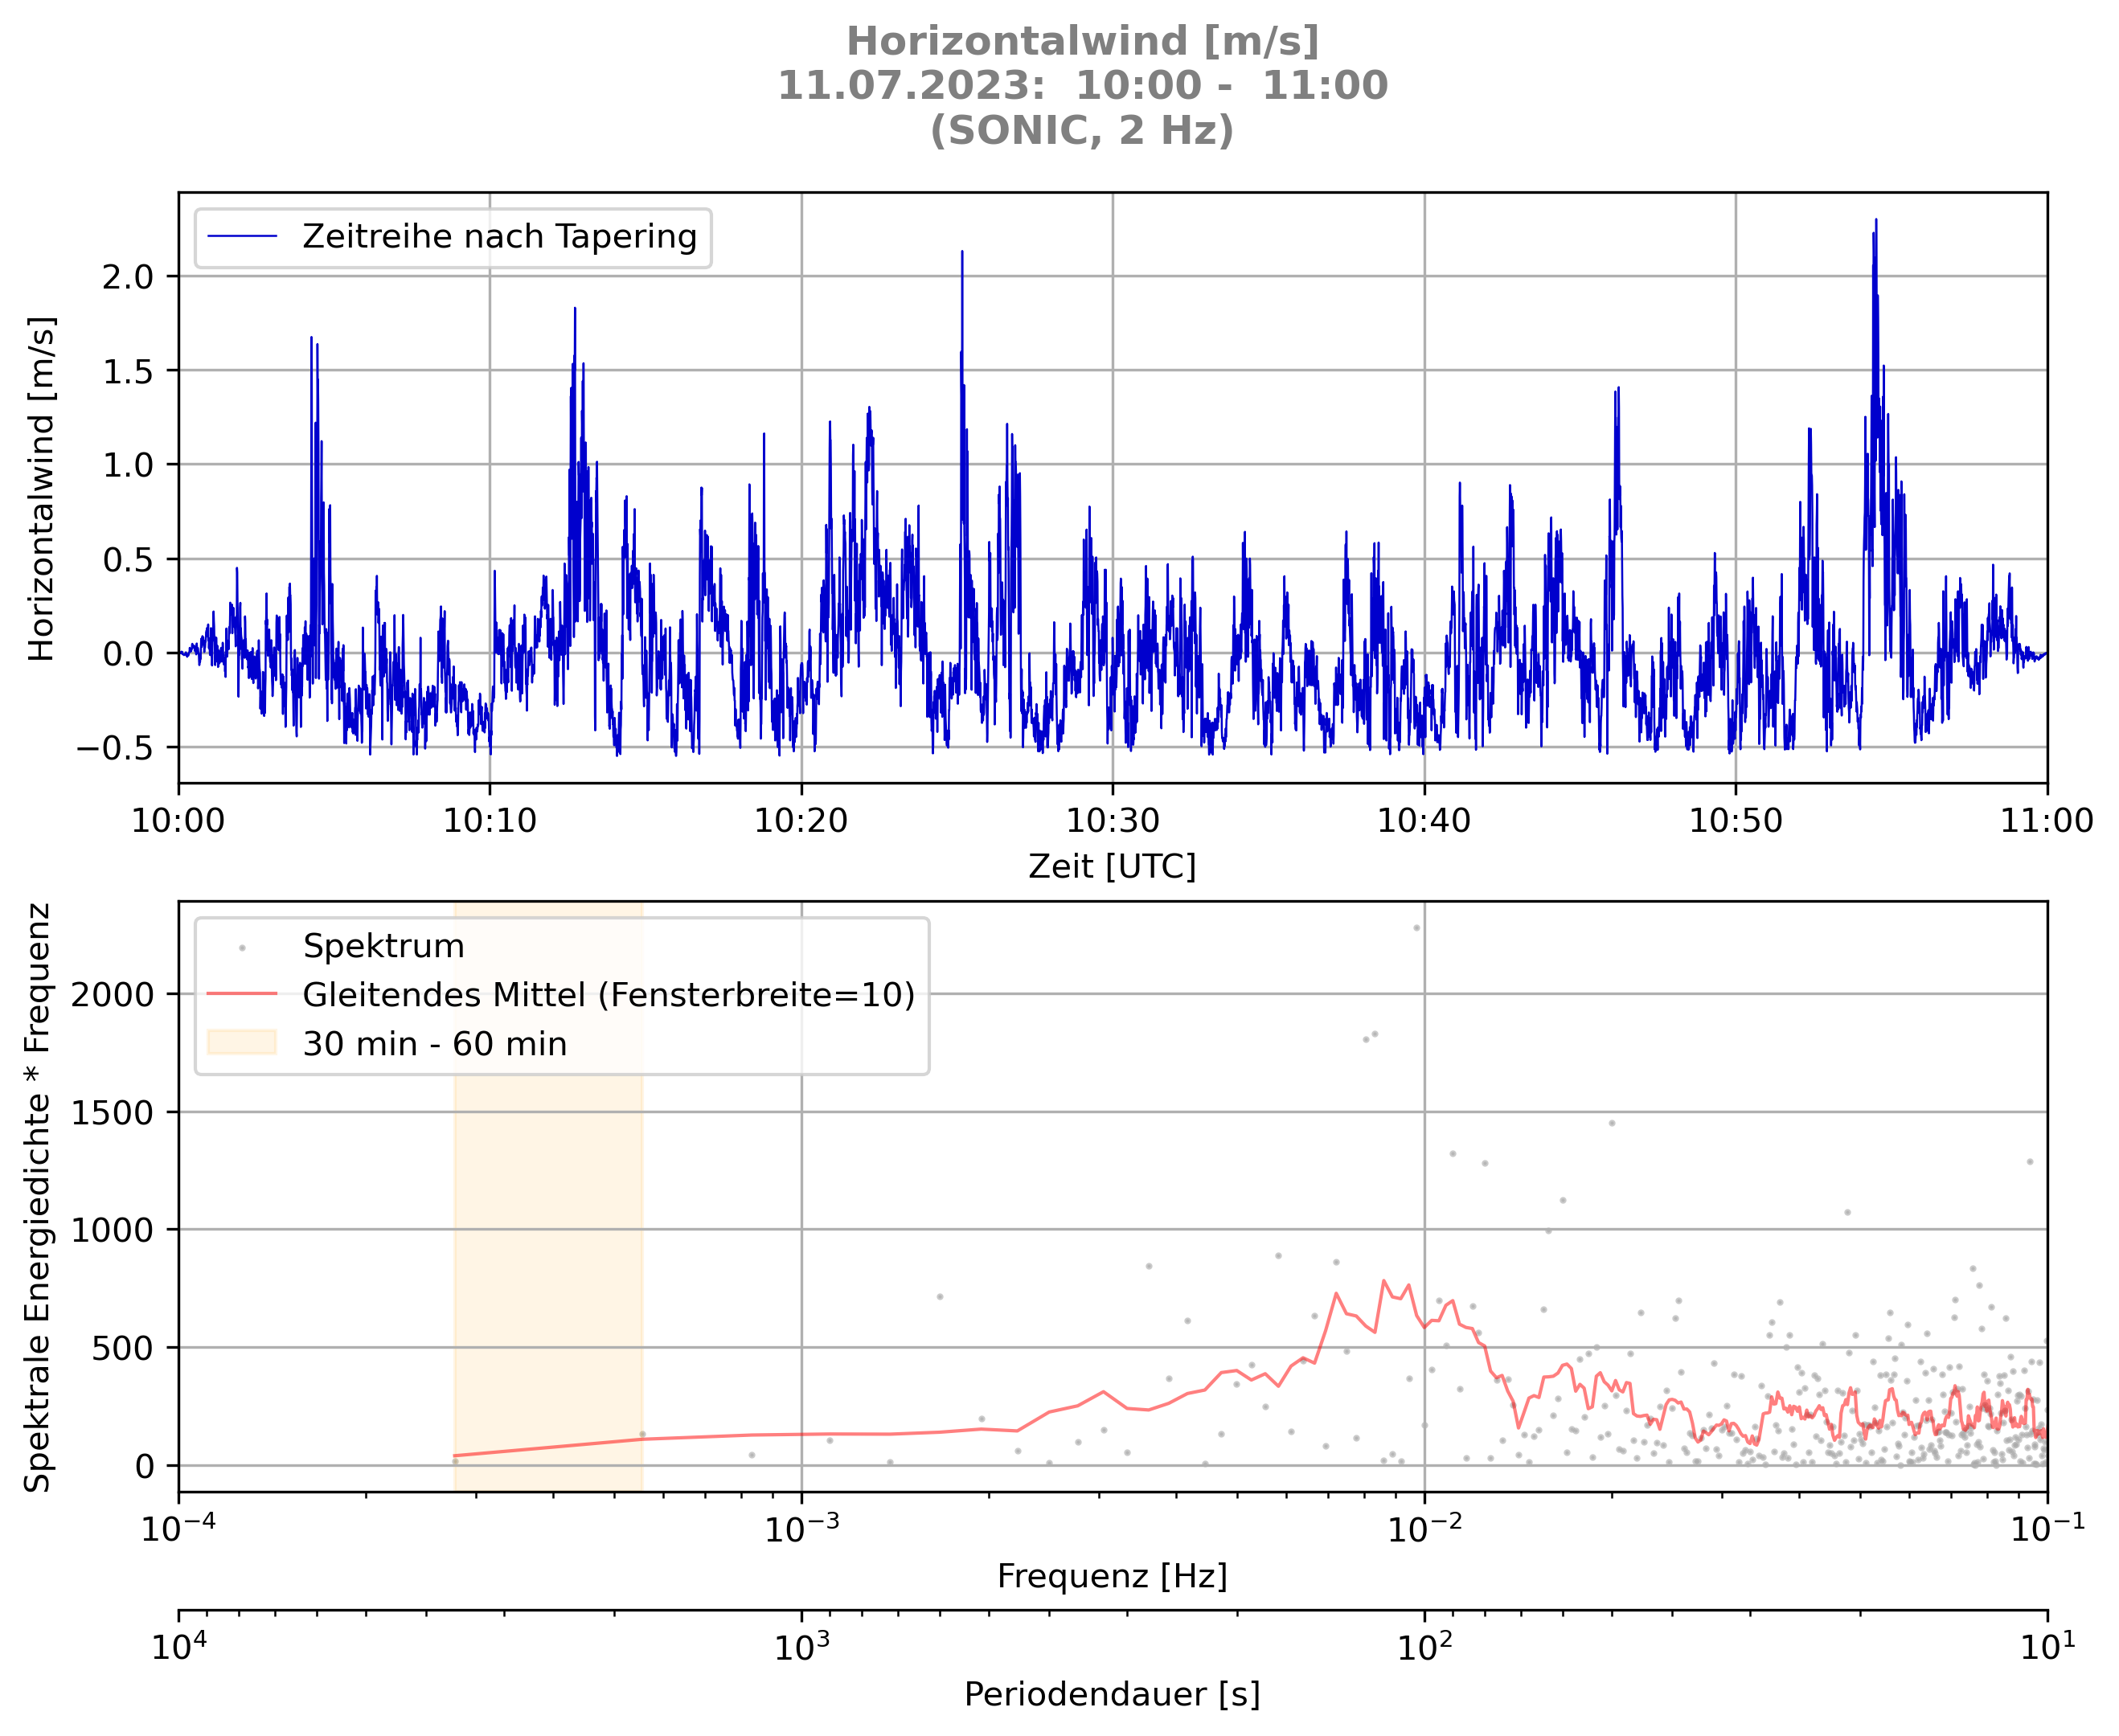 Horizontalwind [m/s]
11.07.2023:  10:00 -  11:00
(SONIC, 2 Hz)
Zeitreihe nach Tapering
Horizontalwind [m/s]
2.0
1.5
1.0
0.5
0.0
−0.5
10:00 10:10 10:20 10:30 10:40 10:50 11:00
Zeit [UTC]
Spektrum
Gleitendes Mittel (Fensterbreite=10)
30 min - 60 min
Spektrale Energiedichte * Frequenz
2000
1500
1000
500
0
10⁻⁴ 10⁻³ 10⁻² 10⁻¹
Frequenz [Hz]
10⁴ 10³ 10² 10¹
Periodendauer [s]